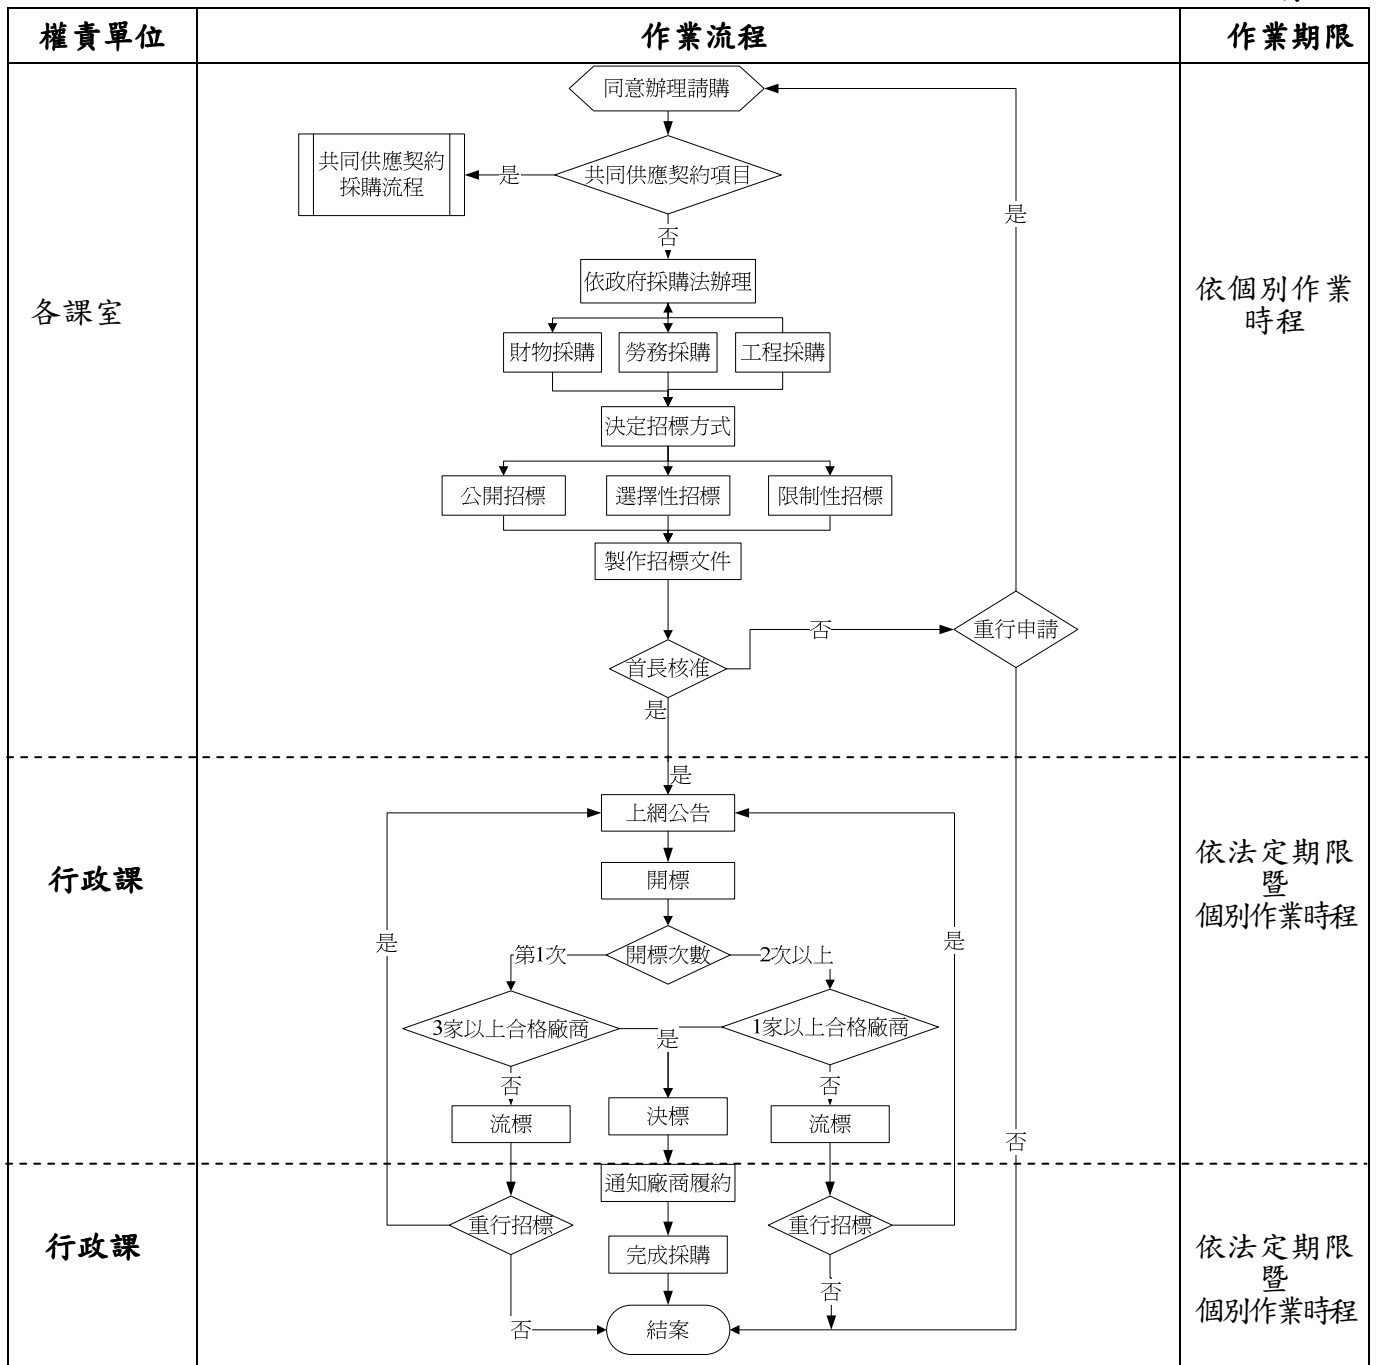 權責單位
作業流程
作業期限
同意辦理請購
共同供應契約
採購流程
是
共同供應契約項目
是
否
依政府採購法辦理
各課室
依個別作業
時程
財物採購
勞務採購
工程採購
決定招標方式
公開招標
選擇性招標
限制性招標
製作招標文件
否
重行申請
首長核准
是
是
上網公告
行政課
依法定期限
暨
個別作業時程
開標
是
是
第1次
開標次數
2次以上
3家以上合格廠商
是
1家以上合格廠商
否
否
流標
決標
流標
否
通知廠商履約
重行招標
重行招標
行政課
依法定期限
暨
個別作業時程
完成採購
否
否
結案